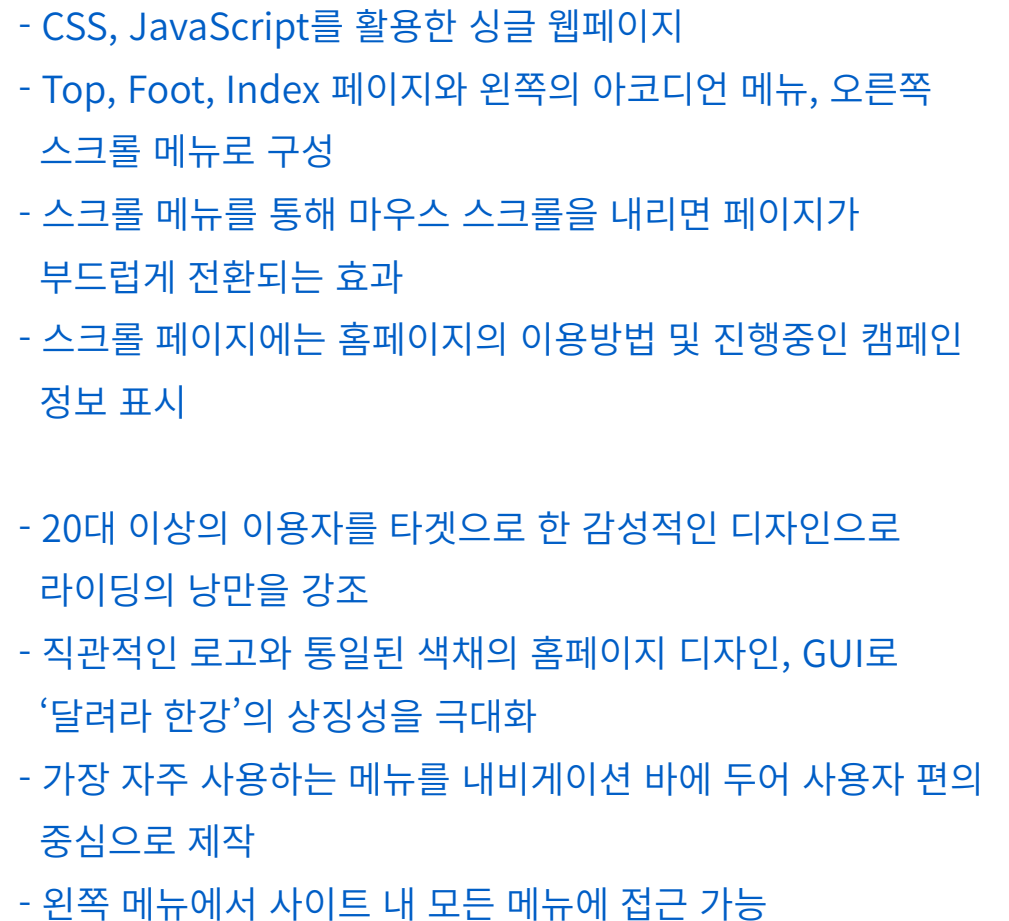 - CSS, JavaScript를 활용한 싱글 웹페이지
- Top, Foot, Index 페이지와 왼쪽의 아코디언 메뉴, 오른쪽
스크롤 메뉴로 구성
- 스크롤 메뉴를 통해 마우스 스크롤을 내리면 페이지가
부드럽게 전환되는 효과
- 스크롤 페이지에는 홈페이지의 이용방법 및 진행중인 캠페인
정보 표시
- 20대 이상의 이용자를 타겟으로 한 감성적인 디자인으로
라이딩의 낭만을 강조
- 직관적인 로고와 통일된 색채의 홈페이지 디자인, GUI로
‘달려라 한강’의 상징성을 극대화
- 가장 자주 사용하는 메뉴를 내비게이션 바에 두어 사용자 편의
중심으로 제작
- 왼쪽 메뉴에서 사이트 내 모든 메뉴에 접근 가능